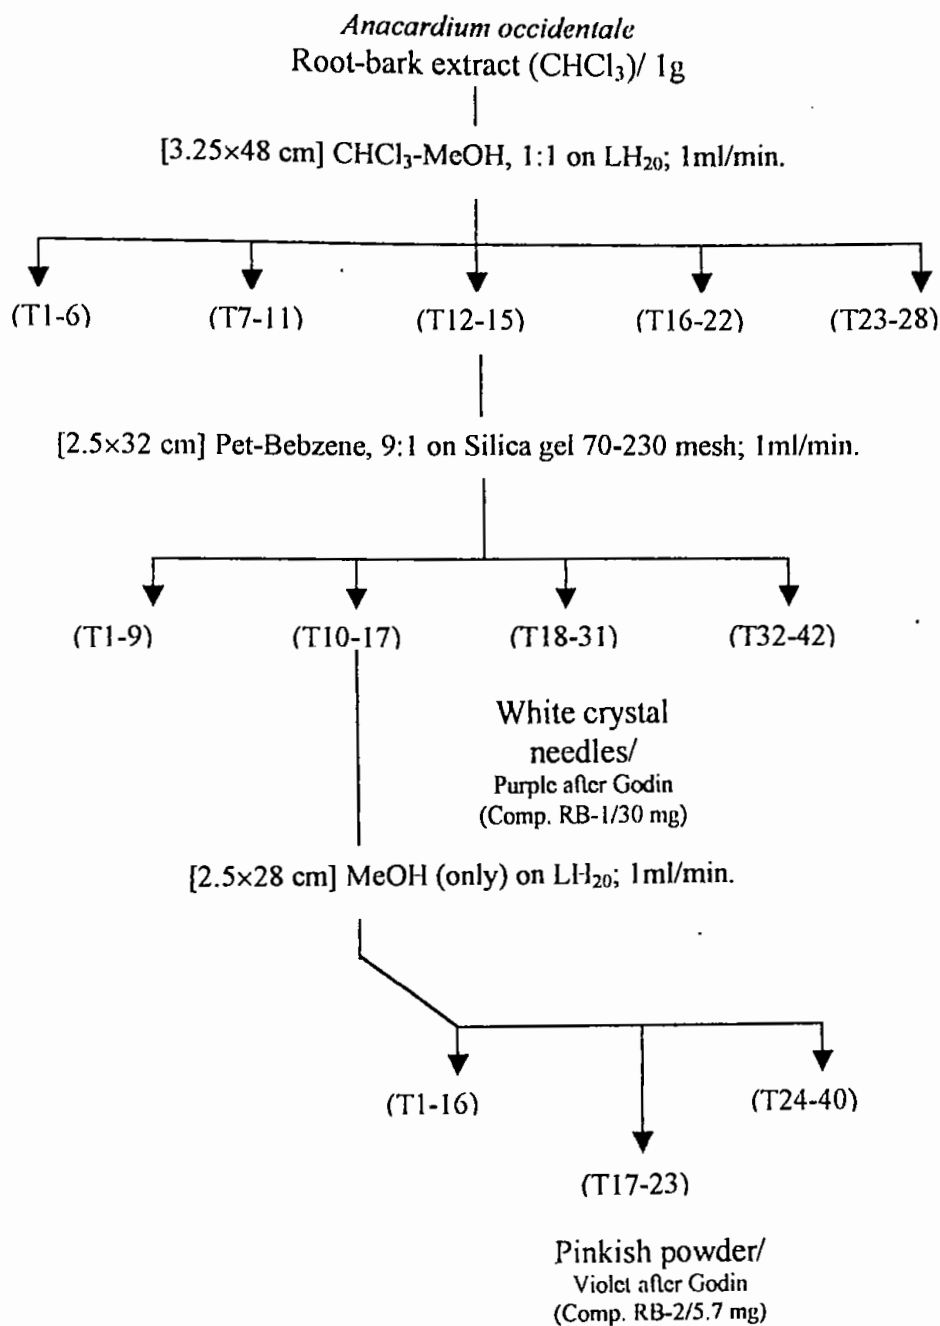 Anacardium occidentale
Root-bark extract (CHCl₃)/ 1g
[3.25×48 cm] CHCl₃-MeOH, 1:1 on LH₂₀; 1ml/min.
(T1-6) (T7-11) (T12-15) (T16-22) (T23-28)
[2.5×32 cm] Pet-Bebzene, 9:1 on Silica gel 70-230 mesh; 1ml/min.
(T1-9) (T10-17) (T18-31) (T32-42)
White crystal
needles/
Purple after Godin
(Comp. RB-1/30 mg)
[2.5×28 cm] MeOH (only) on LH₂₀; 1ml/min.
(T1-16) (T24-40)
(T17-23)
Pinkish powder/
Violet after Godin
(Comp. RB-2/5.7 mg)